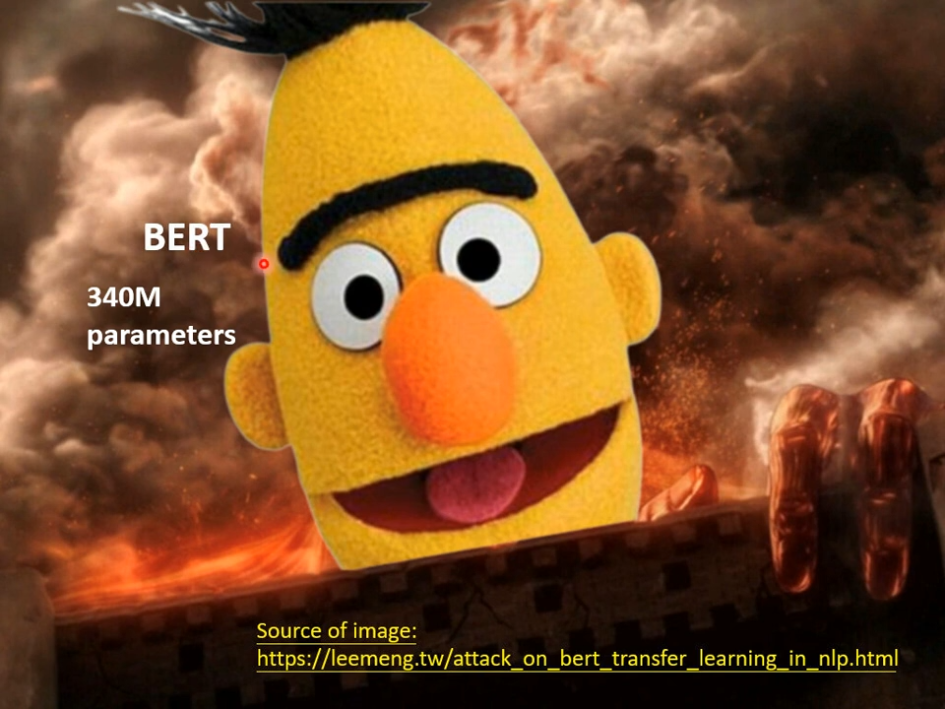 BERT
340M
parameters
Source of image:
https://leemeng.tw/attack_on_bert_transfer_learning_in_nlp.html